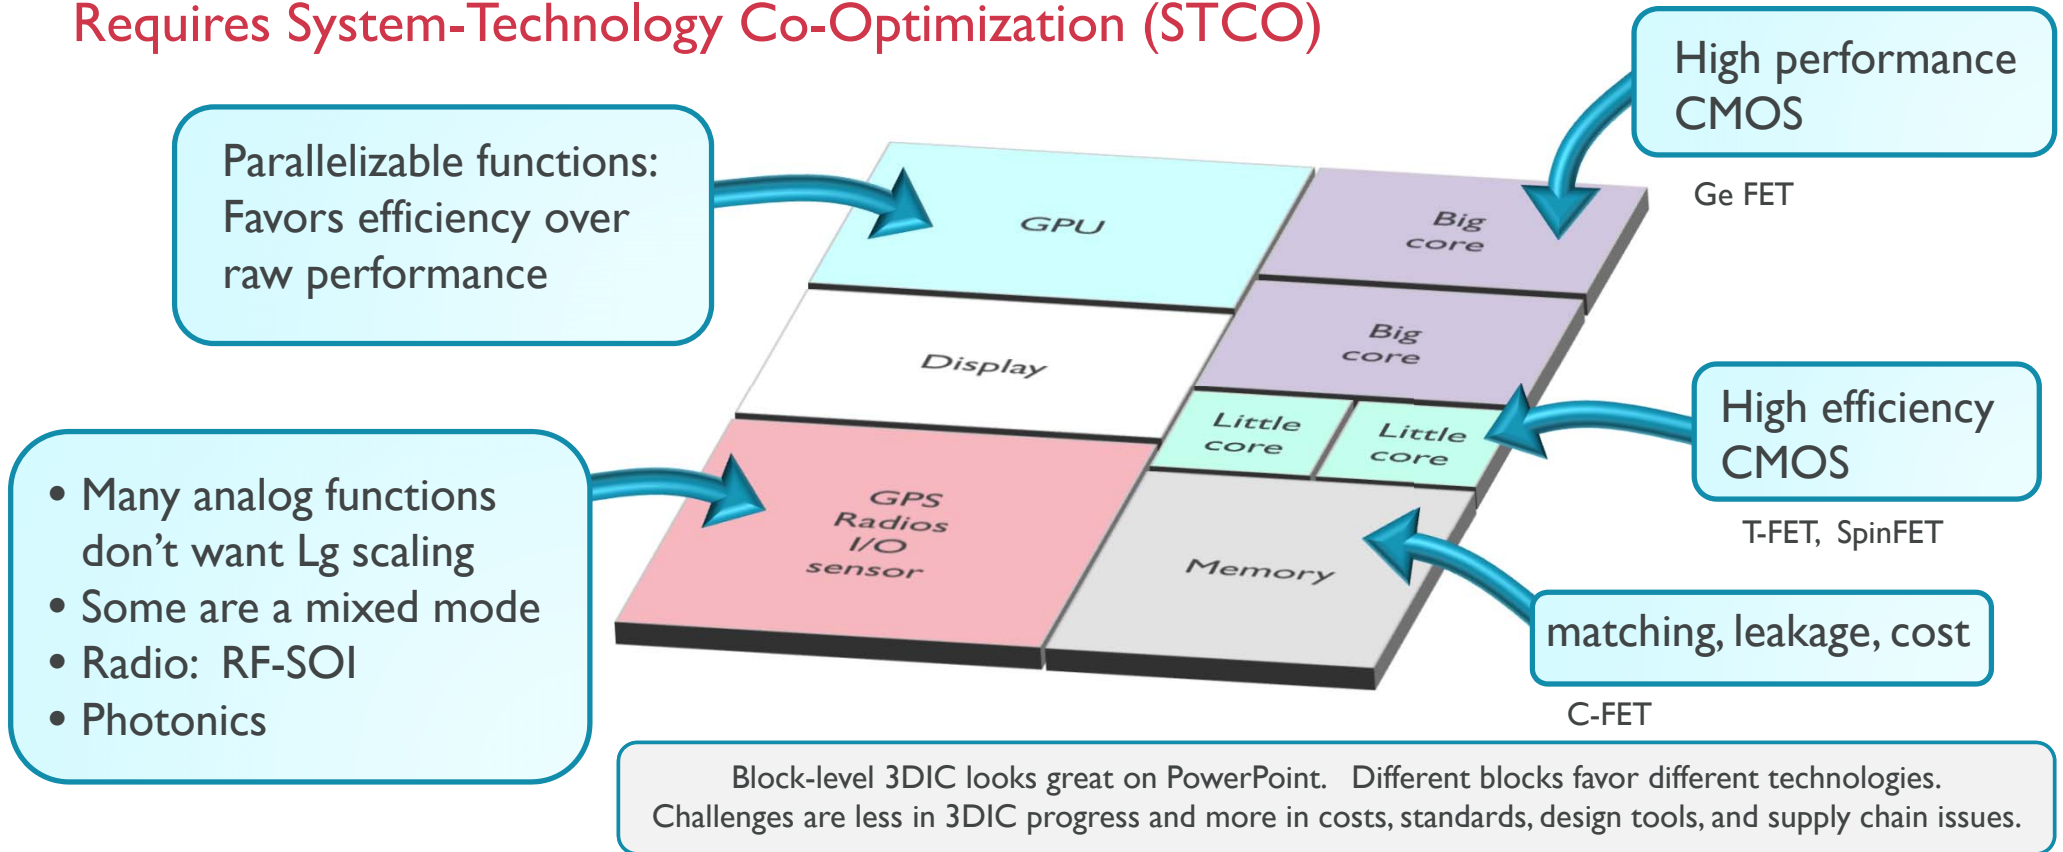 Requires System-Technology Co-Optimization (STCO)
High performance
CMOS
Ge FET
Parallelizable functions:
Favors efficiency over
raw performance
GPU
Big
core
Display
Big
core
Little
core
Little
core
High efficiency
CMOS
T-FET, SpinFET
• Many analog functions
don’t want Lg scaling
• Some are a mixed mode
• Radio: RF-SOI
• Photonics
GPS
Radios
I/O
sensor
Memory
matching, leakage, cost
C-FET
Block-level 3DIC looks great on PowerPoint. Different blocks favor different technologies.
Challenges are less in 3DIC progress and more in costs, standards, design tools, and supply chain issues.